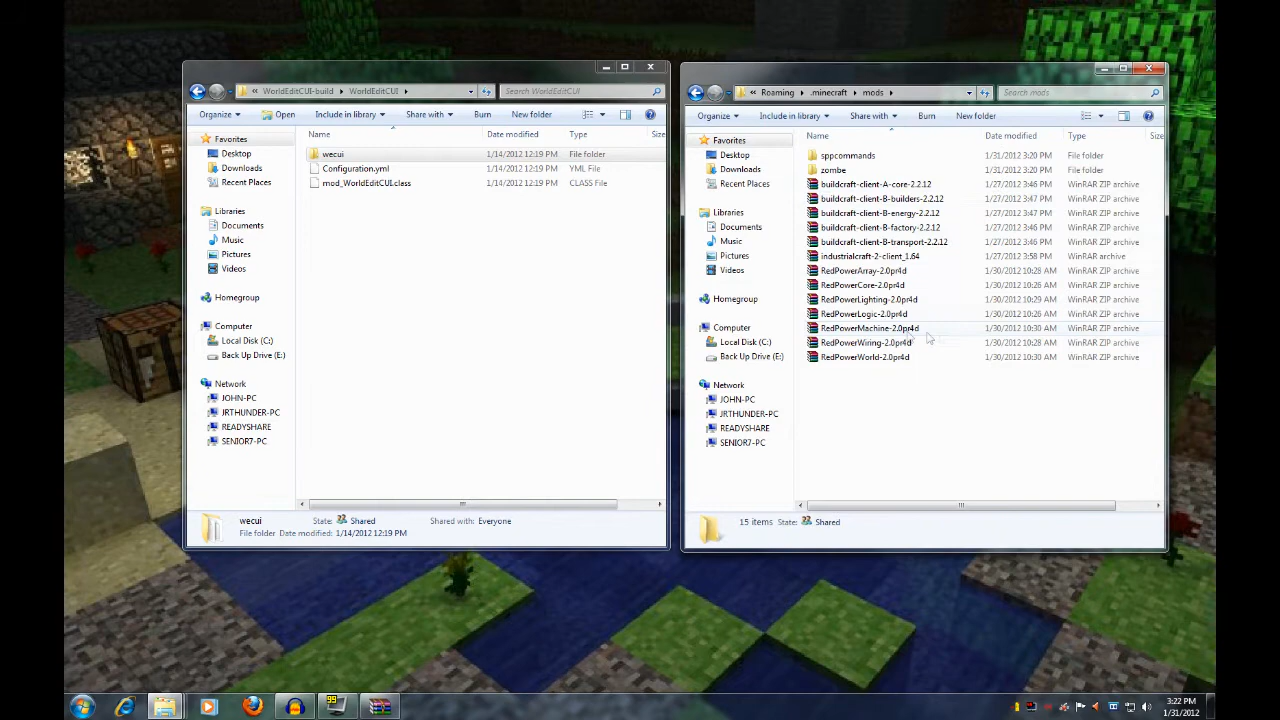 WorldEditCUI-build WorldEditCUI Search WorldEditCUI
Organize Open Include in library Share with Burn New folder
Favorites
Desktop
Downloads
Recent Places
Libraries
Documents
Music
Pictures
Videos
Homegroup
Computer
Local Disk (C:)
Back Up Drive (E:)
Network
JOHN-PC
JRTHUNDER-PC
READYSHARE
SENIOR7-PC
Name Date modified Type Size
wecui 1/14/2012 12:19 PM File folder
Configuration.yml 1/14/2012 12:19 PM YML File
mod_WorldEditCUI.class 1/14/2012 12:19 PM CLASS File
wecui State: Shared Shared with: Everyone
File folder Date modified: 1/14/2012 12:19 PM
Roaming .minecraft mods Search mods
Organize Include in library Share with Burn New folder
Favorites
Desktop
Downloads
Recent Places
Libraries
Documents
Music
Pictures
Videos
Homegroup
Computer
Local Disk (C:)
Back Up Drive (E:)
Network
JOHN-PC
JRTHUNDER-PC
READYSHARE
SENIOR7-PC
Name Date modified Type Size
sppcommands 1/31/2012 3:20 PM File folder
zombe 1/31/2012 3:20 PM File folder
buildcraft-client-A-core-2.2.12 1/27/2012 3:46 PM WinRAR ZIP archive
buildcraft-client-B-builders-2.2.12 1/27/2012 3:47 PM WinRAR ZIP archive
buildcraft-client-B-energy-2.2.12 1/27/2012 3:46 PM WinRAR ZIP archive
buildcraft-client-B-factory-2.2.12 1/27/2012 3:46 PM WinRAR ZIP archive
buildcraft-client-B-transport-2.2.12 1/27/2012 3:46 PM WinRAR ZIP archive
industrialcraft-2-client_1.64 1/27/2012 3:58 PM WinRAR ZIP archive
RedPowerArray-2.0pr4d 1/30/2012 10:28 AM WinRAR ZIP archive
RedPowerCore-2.0pr4d 1/30/2012 10:26 AM WinRAR ZIP archive
RedPowerLighting-2.0pr4d 1/30/2012 10:29 AM WinRAR ZIP archive
RedPowerLogic-2.0pr4d 1/30/2012 10:26 AM WinRAR ZIP archive
RedPowerMachine-2.0pr4d 1/30/2012 10:30 AM WinRAR ZIP archive
RedPowerWiring-2.0pr4d 1/30/2012 10:28 AM WinRAR ZIP archive
RedPowerWorld-2.0pr4d 1/30/2012 10:30 AM WinRAR ZIP archive
15 items State: Shared
99
3:22 PM
1/31/2012